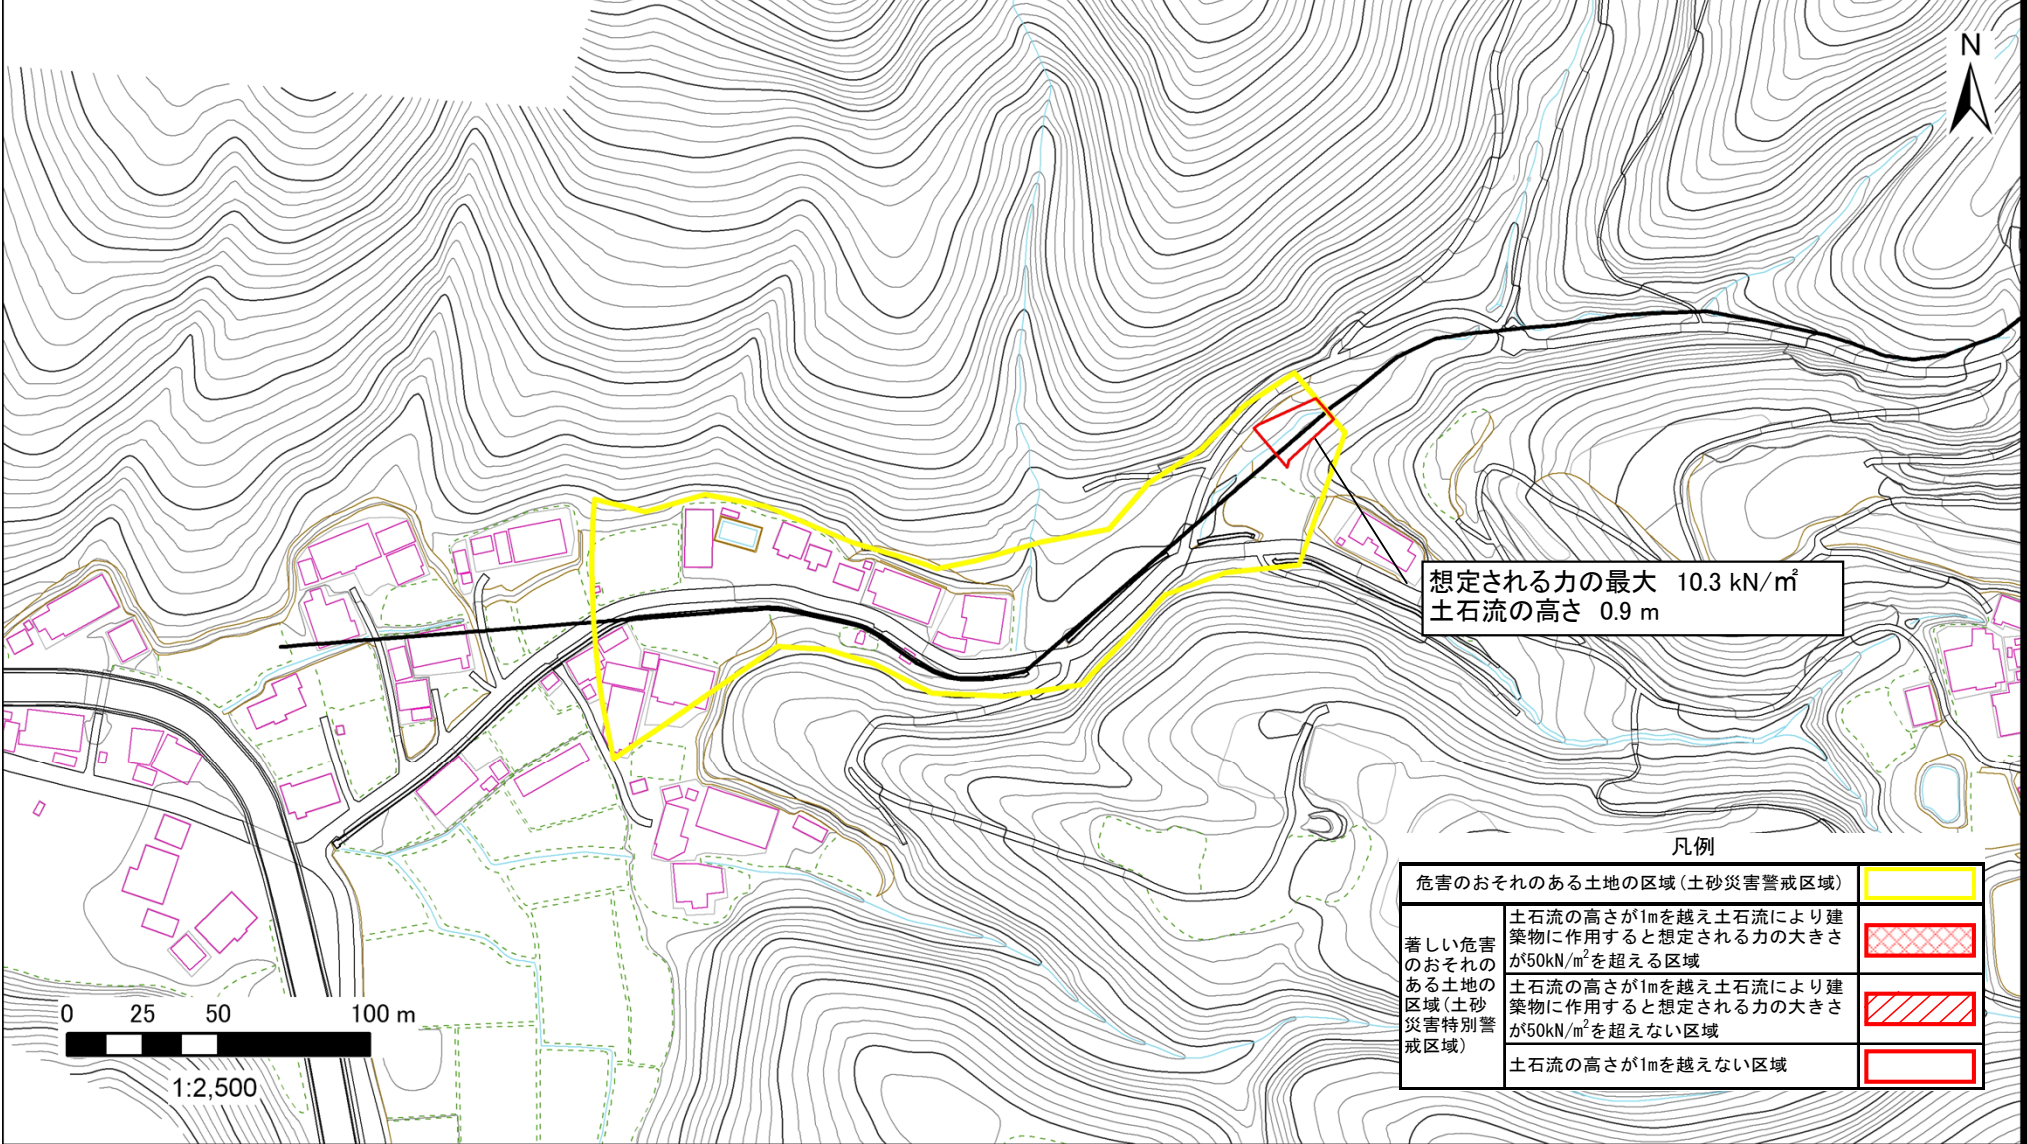 N
想定される力の最大 10.3 kN/㎡
土石流の高さ 0.9 m
凡例
危害のおそれのある土地の区域(土砂災害警戒区域)
著しい危害
のおそれの
ある土地の
区域(土砂
災害特別警
戒区域)
土石流の高さが1mを越え土石流により建
築物に作用すると想定される力の大きさ
が50kN/m²を超える区域
土石流の高さが1mを越え土石流により建
築物に作用すると想定される力の大きさ
が50kN/m²を超えない区域
土石流の高さが1mを越えない区域
0 25 50 100 m
1:2,500